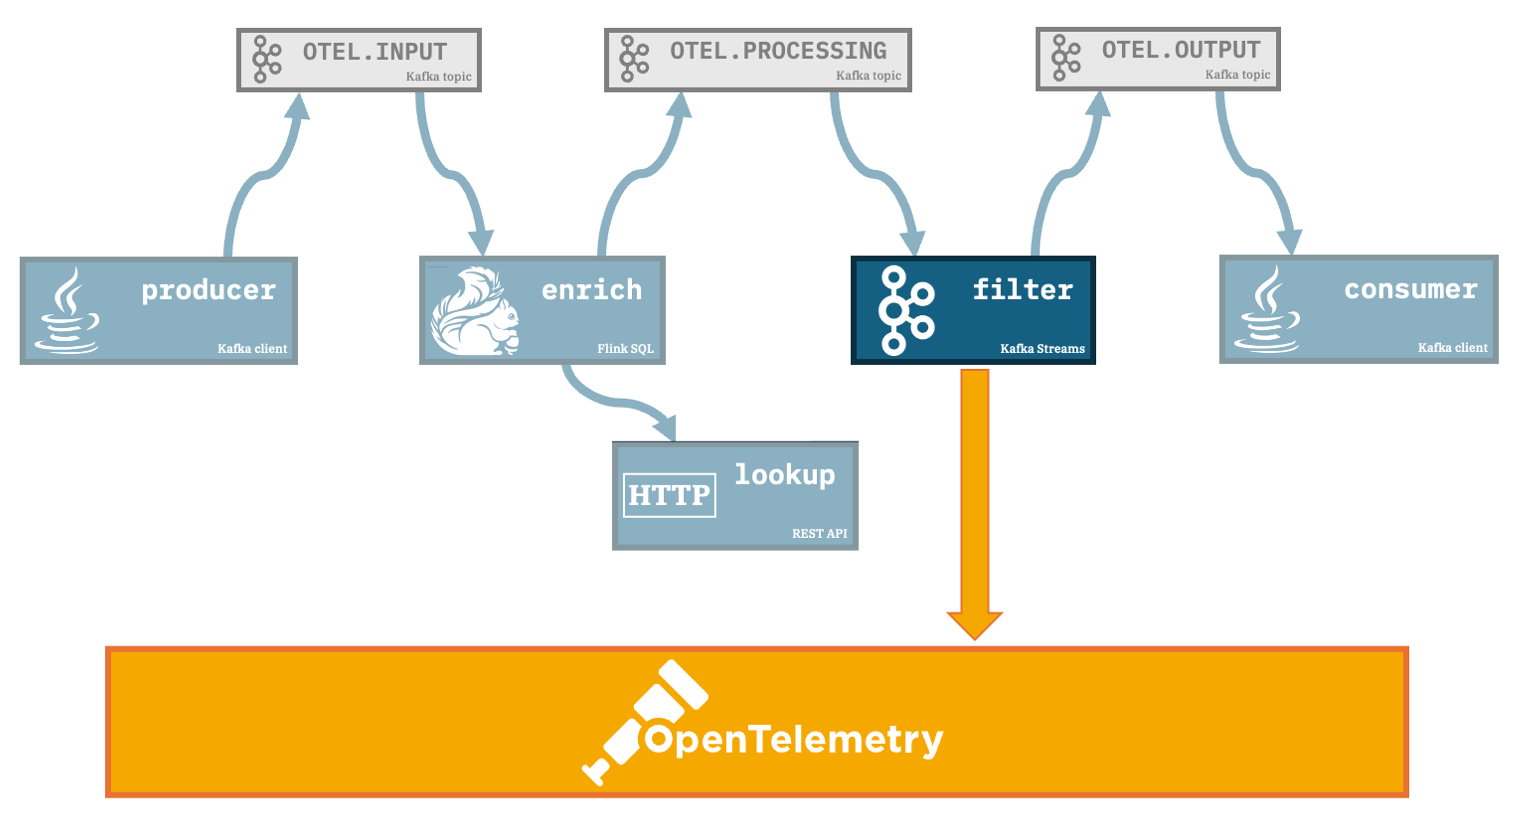 OTEL.INPUT
Kafka topic
OTEL.PROCESSING
Kafka topic
OTEL.OUTPUT
Kafka topic
producer
Kafka client
enrich
Flink SQL
filter
Kafka Streams
consumer
Kafka client
HTTP
lookup
REST API
OpenTelemetry